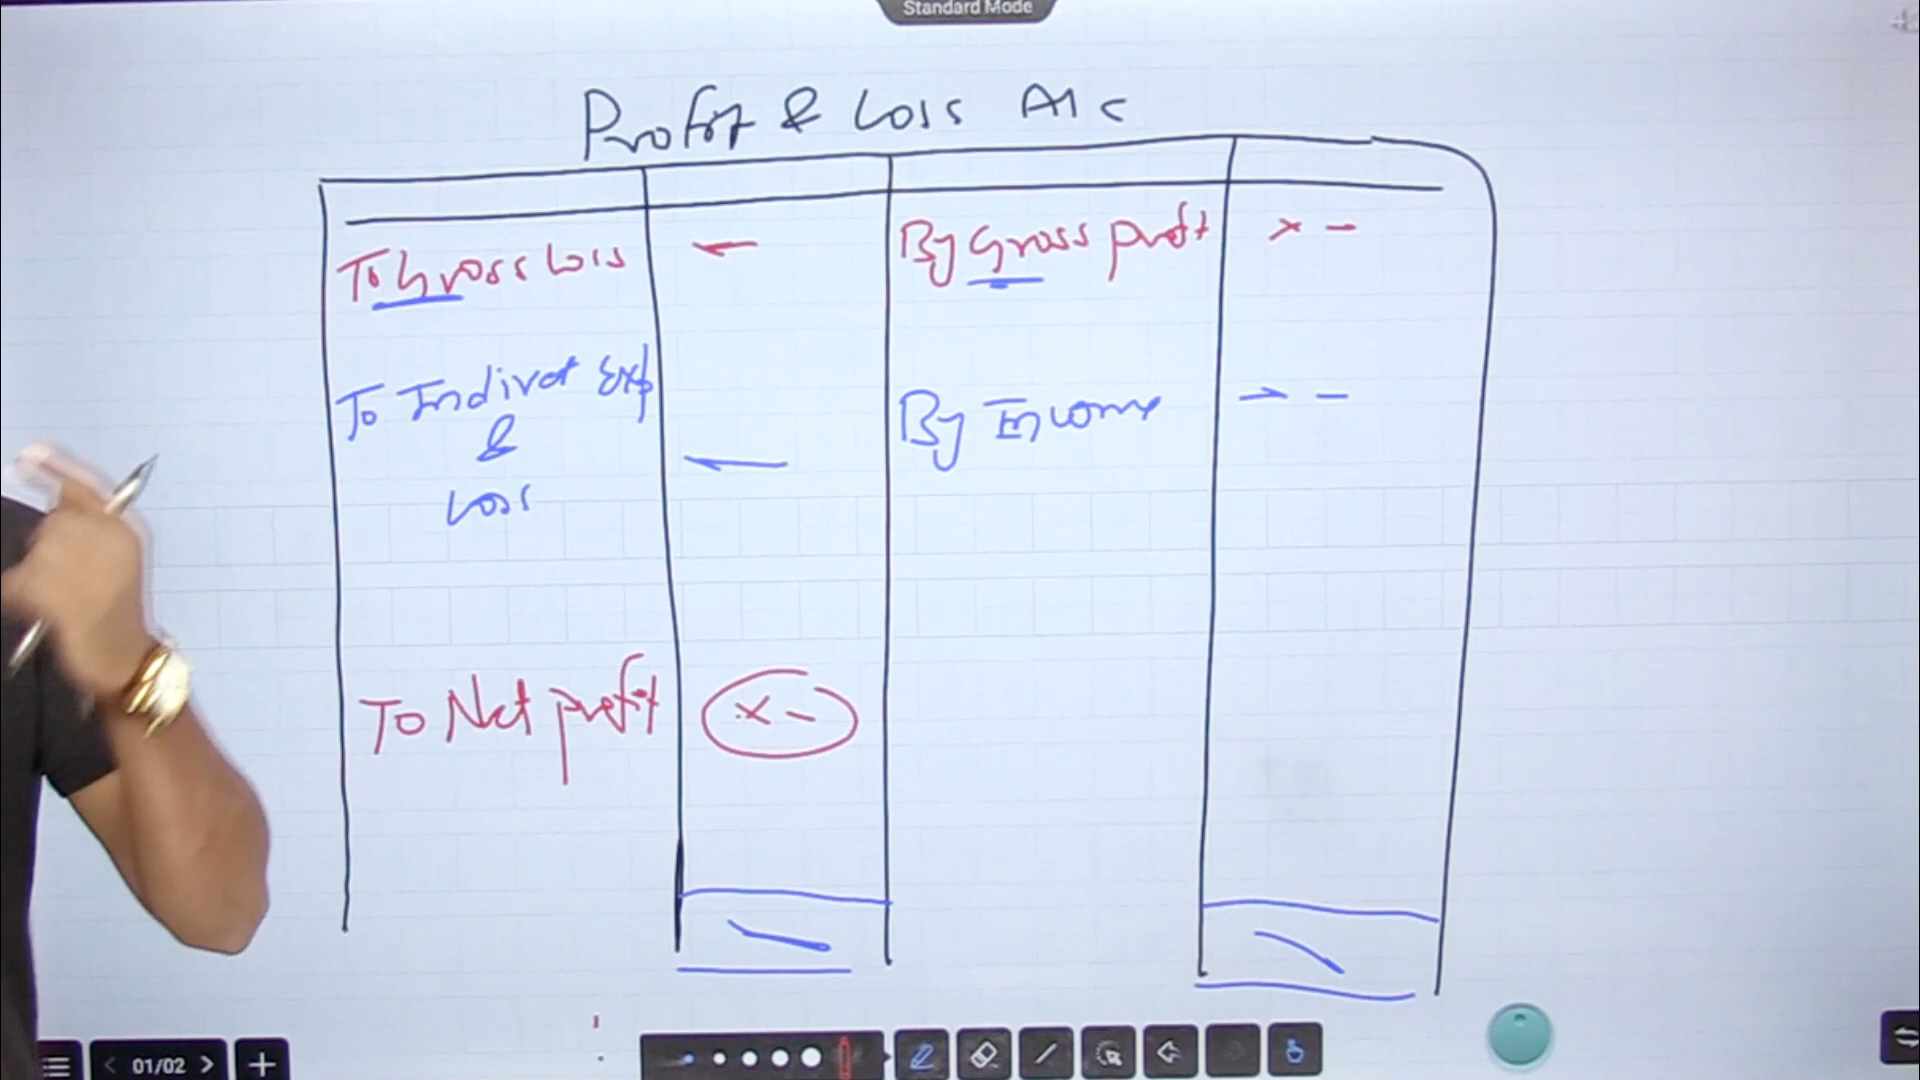 Standard Mode
Profit & Loss A/c
To Gross Loss
By Gross profit x -
To Indirect Exp
&
Loss
By Income
To Net profit x -
01/02